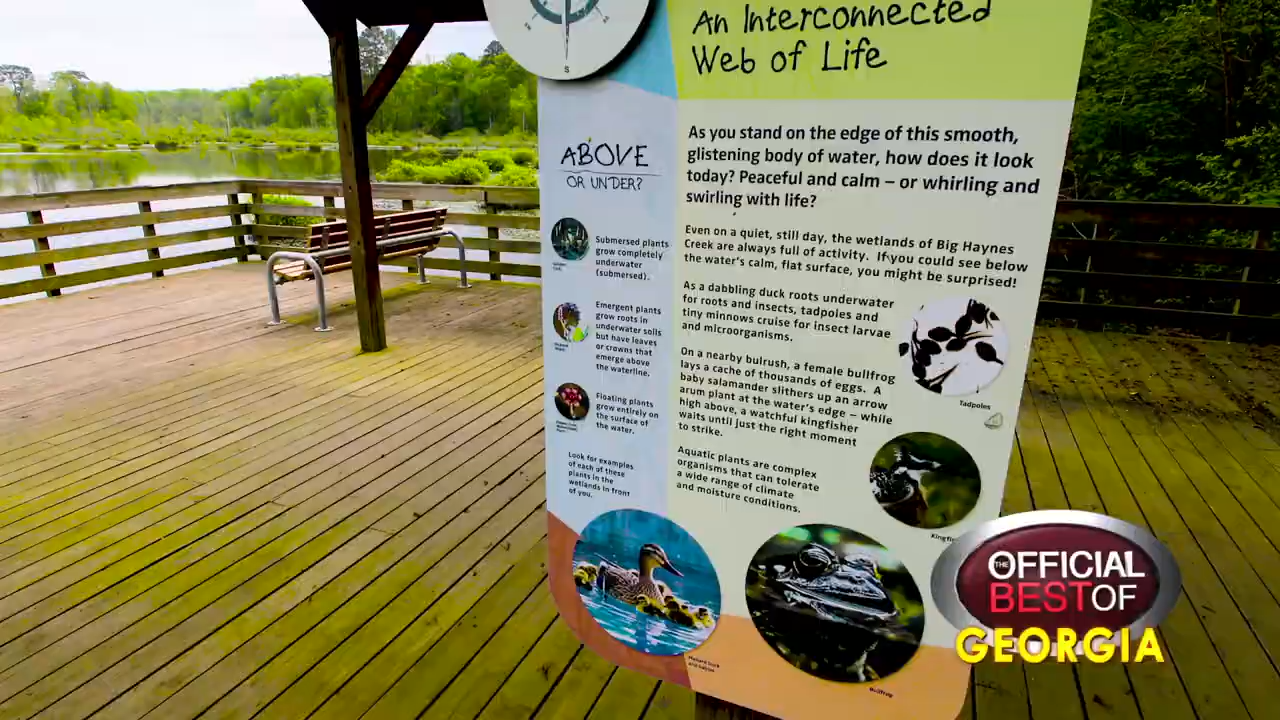 S
An Interconnected
Web of Life
ABOVE
OR UNDER?
Submersed plants
grow completely
underwater
(submersed).
Emergent plants
grow roots in
underwater soils
but have leaves
or crowns that
emerge above
the waterline.
Floating plants
grow entirely on
the surface of
the water.
Look for examples
of each of these
plants in the
wetlands in front
of you.
As you stand on the edge of this smooth,
glistening body of water, how does it look
today? Peaceful and calm – or whirling and
swirling with life?
Even on a quiet, still day, the wetlands of Big Haynes
Creek are always full of activity. If you could see below
the water's calm, flat surface, you might be surprised!
As a dabbling duck roots underwater
for roots and insects, tadpoles and
tiny minnows cruise for insect larvae
and microorganisms.
Tadpoles
On a nearby bulrush, a female bullfrog
lays a cache of thousands of eggs. A
baby salamander slithers up an arrow
arum plant at the water's edge – while
high above, a watchful kingfisher
waits until just the right moment
to strike.
Aquatic plants are complex
organisms that can tolerate
a wide range of climate
and moisture conditions.
Mallard duck
and babies
Bullfrog
THE OFFICIAL
BEST OF
GEORGIA